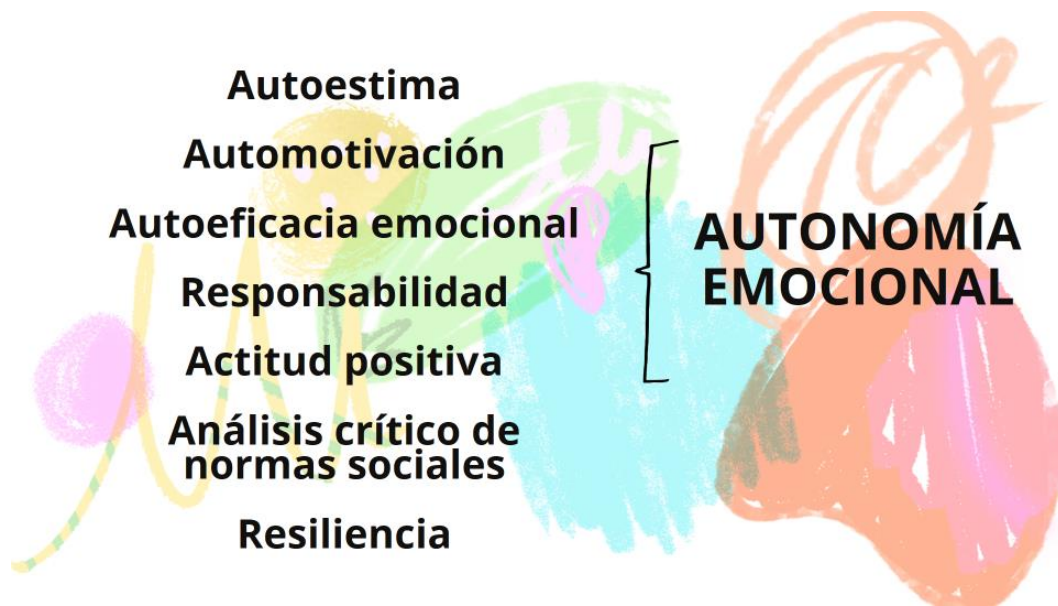 Autoestima
Automotivación
Autoeficacia emocional
Responsabilidad
Actitud positiva
Análisis crítico de
normas sociales
Resiliencia
AUTONOMÍA
EMOCIONAL